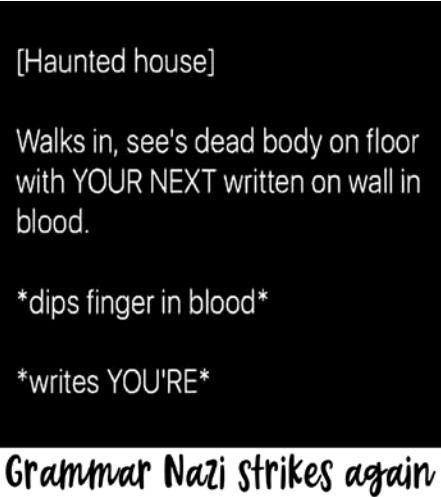 [Haunted house]
Walks in, see's dead body on floor
with YOUR NEXT written on wall in
blood.
*dips finger in blood*
*writes YOU'RE*
Grammar Nazi strikes again